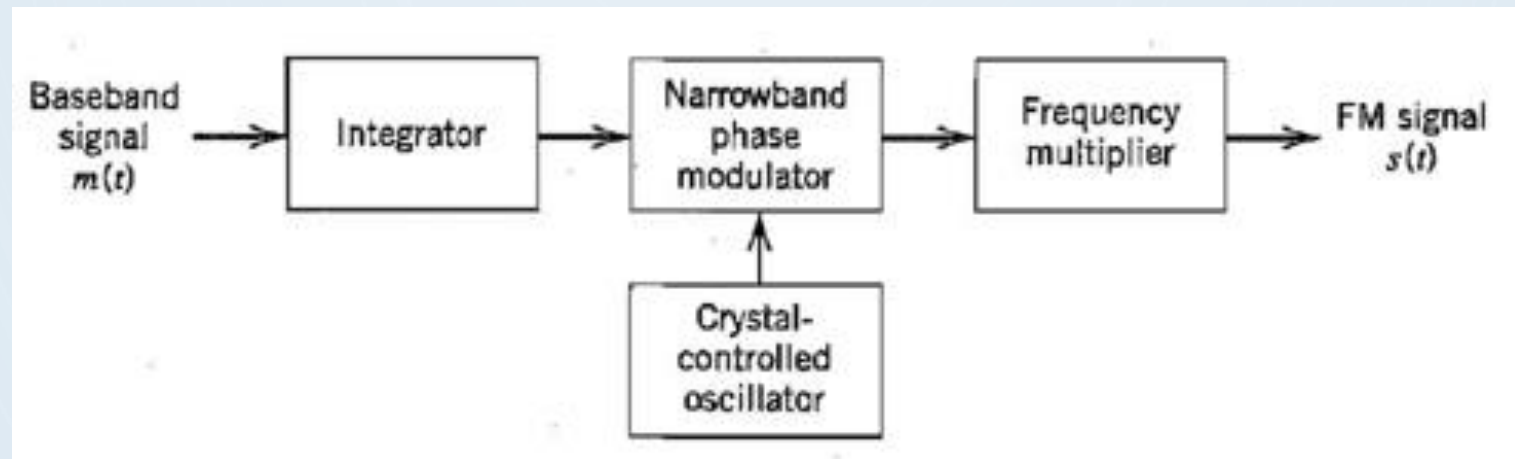 Baseband
signal
m(t)
Integrator
Narrowband
phase
modulator
Frequency
multiplier
FM signal
s(t)
Crystal-
controlled
oscillator